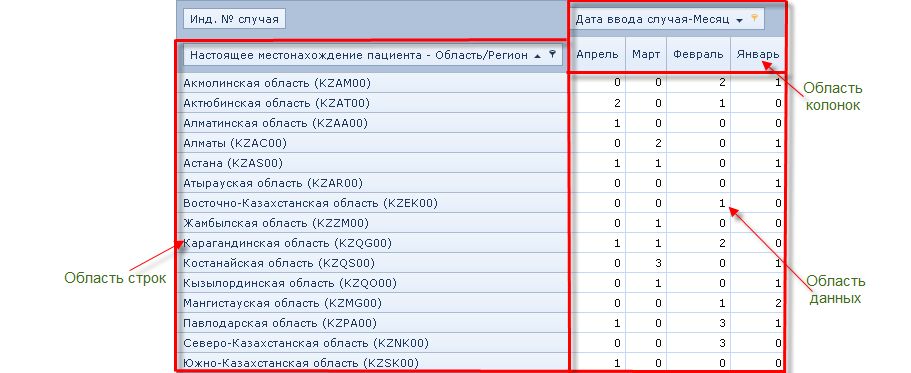 Инд. № случая
Дата ввода случая-Месяц
Настоящее местонахождение пациента - Область/Регион
Апрель Март Февраль Январь
Акмолинская область (KZAM00) 0 0 2 1
Актюбинская область (KZAT00) 2 0 1 0
Алматинская область (KZAA00) 1 0 0 0
Алматы (KZAC00) 0 2 0 1
Астана (KZAS00) 1 1 0 1
Атырауская область (KZAR00) 0 0 0 1
Восточно-Казахстанская область (KZEK00) 0 0 1 0
Жамбылская область (KZZM00) 0 1 0 0
Карагандинская область (KZQG00) 1 1 2 0
Костанайская область (KZQS00) 0 3 0 1
Кызылординская область (KZQO00) 0 1 0 1
Мангистауская область (KZMG00) 0 0 1 2
Павлодарская область (KZPA00) 1 0 3 1
Северо-Казахстанская область (KZNK00) 0 0 3 0
Южно-Казахстанская область (KZSK00) 1 0 0 0
Область
колонок
Область строк
Область
данных